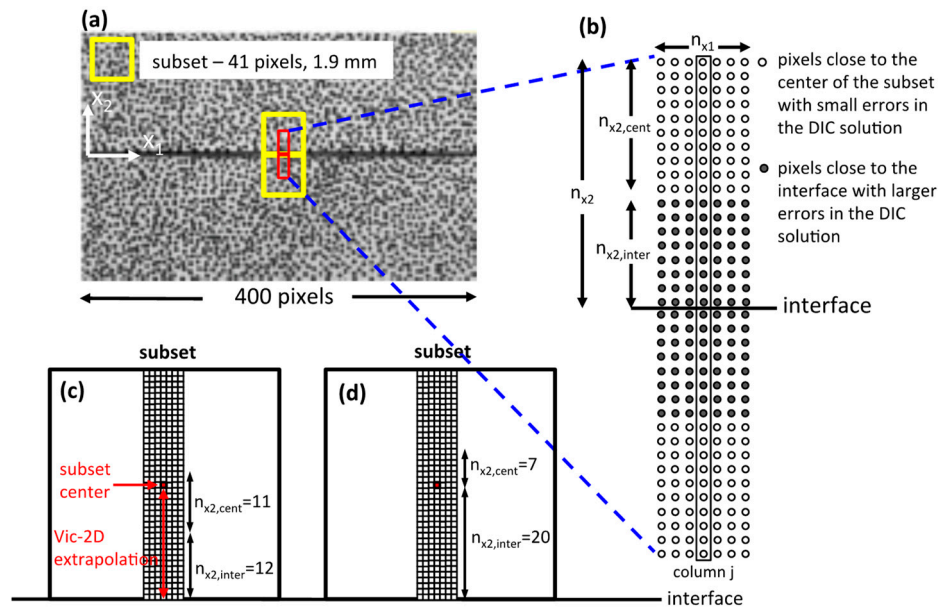 (a)
subset – 41 pixels, 1.9 mm
x2
x1
400 pixels
(b)
nx1
nx2,cent
nx2
nx2,inter
pixels close to the
center of the subset
with small errors in
the DIC solution
pixels close to the
interface with larger
errors in the DIC
solution
interface
column j
subset
(c)
subset
center
Vic-2D
extrapolation
nx2,cent=11
nx2,inter=12
subset
(d)
nx2,cent=7
nx2,inter=20
interface